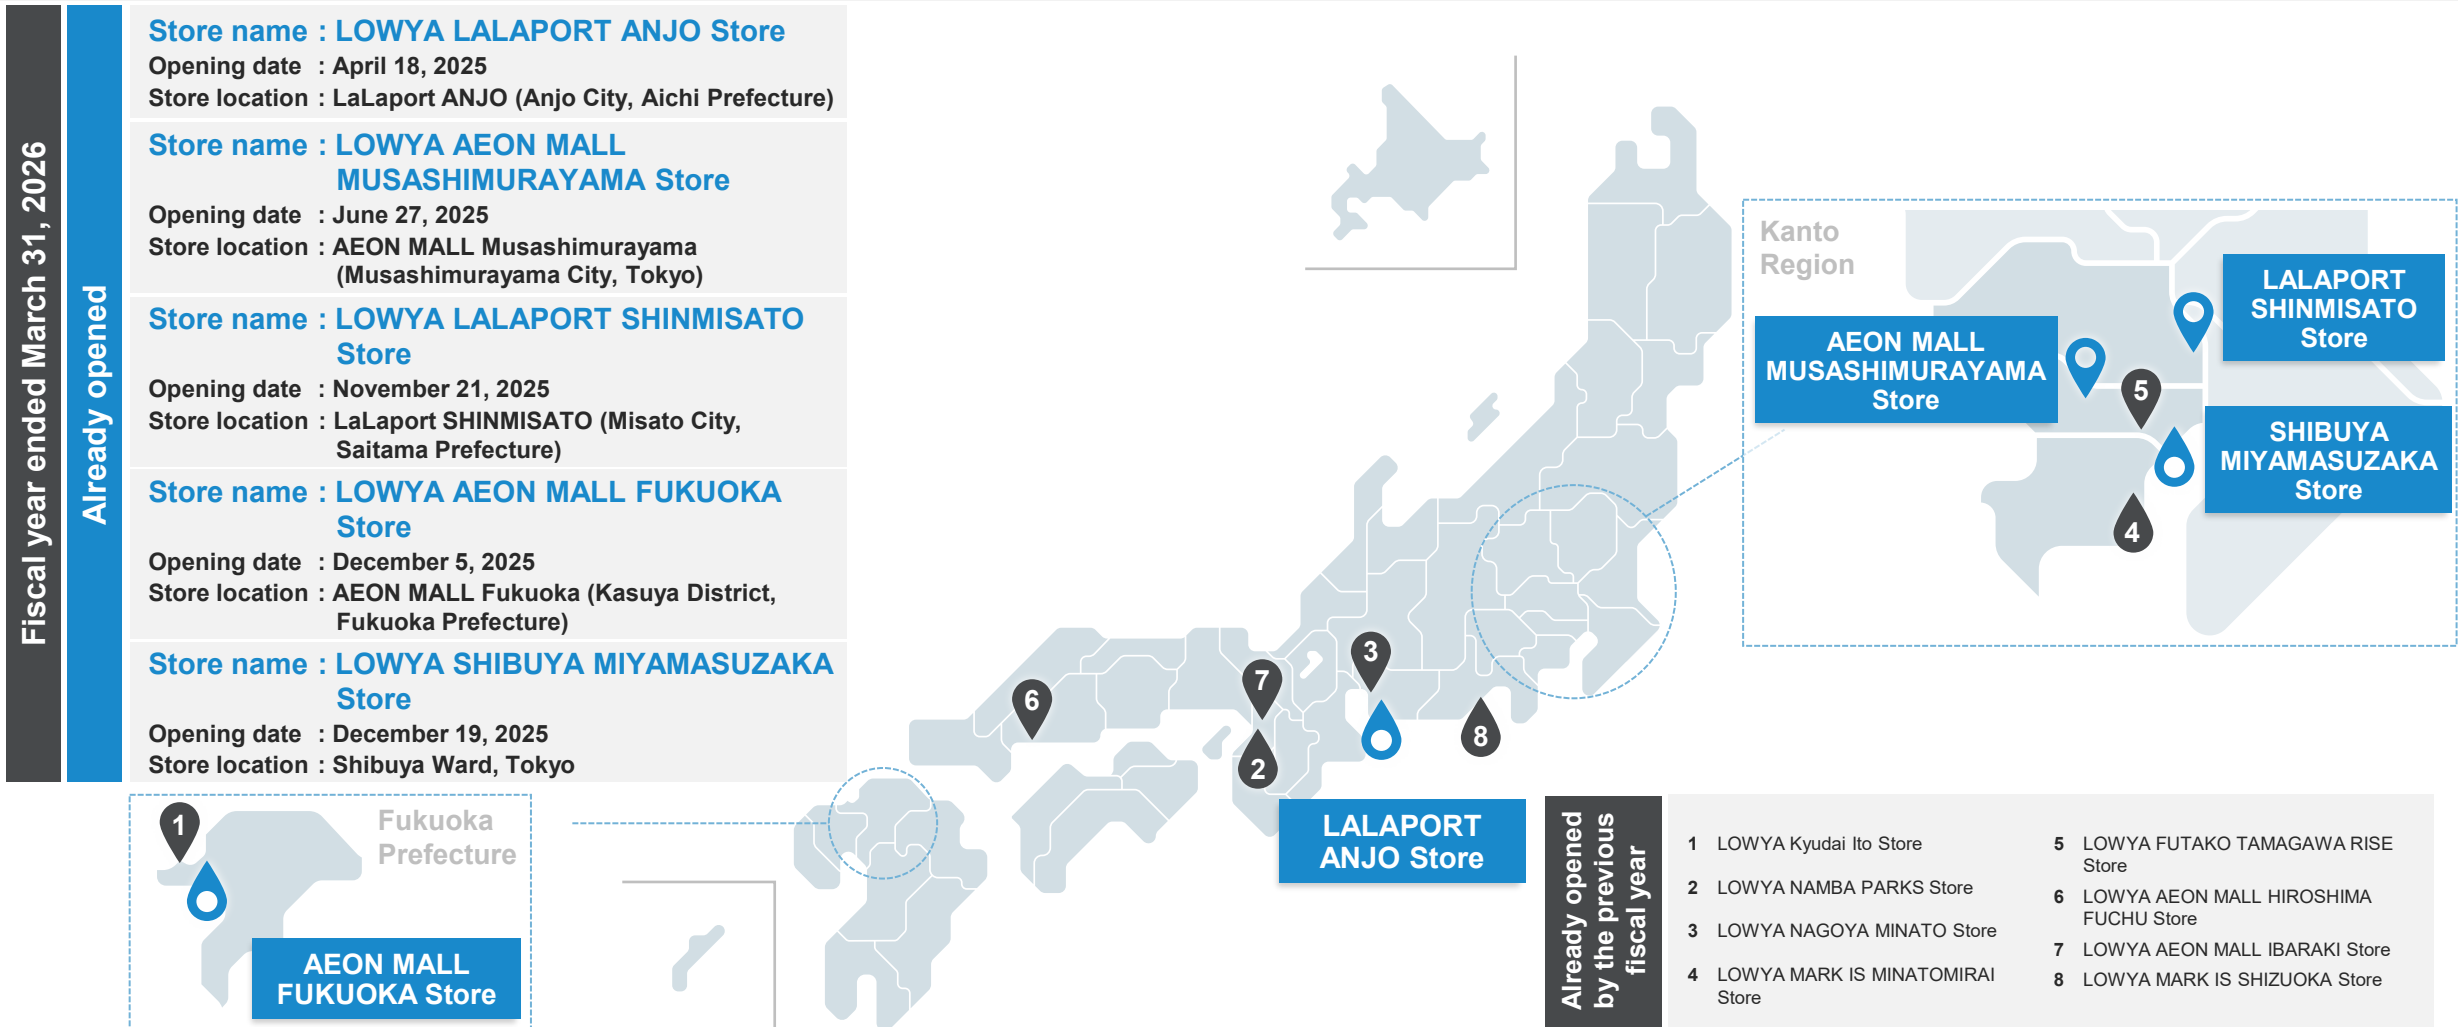 Fiscal year ended March 31, 2026
Already opened
Store name : LOWYA LALAPORT ANJO Store
Opening date : April 18, 2025
Store location : LaLaport ANJO (Anjo City, Aichi Prefecture)
Store name : LOWYA AEON MALL
MUSASHIMURAYAMA Store
Opening date : June 27, 2025
Store location : AEON MALL Musashimurayama
(Musashimurayama City, Tokyo)
Store name : LOWYA LALAPORT SHINMISATO
Store
Opening date : November 21, 2025
Store location : LaLaport SHINMISATO (Misato City,
Saitama Prefecture)
Store name : LOWYA AEON MALL FUKUOKA
Store
Opening date : December 5, 2025
Store location : AEON MALL Fukuoka (Kasuya District,
Fukuoka Prefecture)
Store name : LOWYA SHIBUYA MIYAMASUZAKA
Store
Opening date : December 19, 2025
Store location : Shibuya Ward, Tokyo
Kanto
Region
LALAPORT
SHINMISATO
Store
AEON MALL
MUSASHIMURAYAMA
Store
5
SHIBUYA
MIYAMASUZAKA
Store
4
3
7
6
8
2
LALAPORT
ANJO Store
1
Fukuoka
Prefecture
AEON MALL
FUKUOKA Store
Already opened
by the previous
fiscal year
1 LOWYA Kyudai Ito Store
2 LOWYA NAMBA PARKS Store
3 LOWYA NAGOYA MINATO Store
4 LOWYA MARK IS MINATOMIRAI
Store
5 LOWYA FUTAKO TAMAGAWA RISE
Store
6 LOWYA AEON MALL HIROSHIMA
FUCHU Store
7 LOWYA AEON MALL IBARAKI Store
8 LOWYA MARK IS SHIZUOKA Store